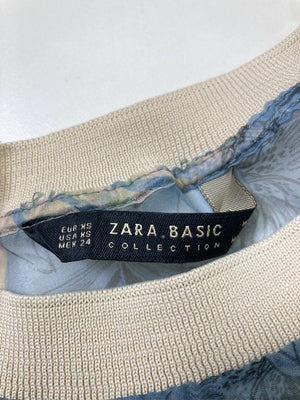 EUR XS
USA XS
MEX 24
ZARA BASIC
COLLECTION